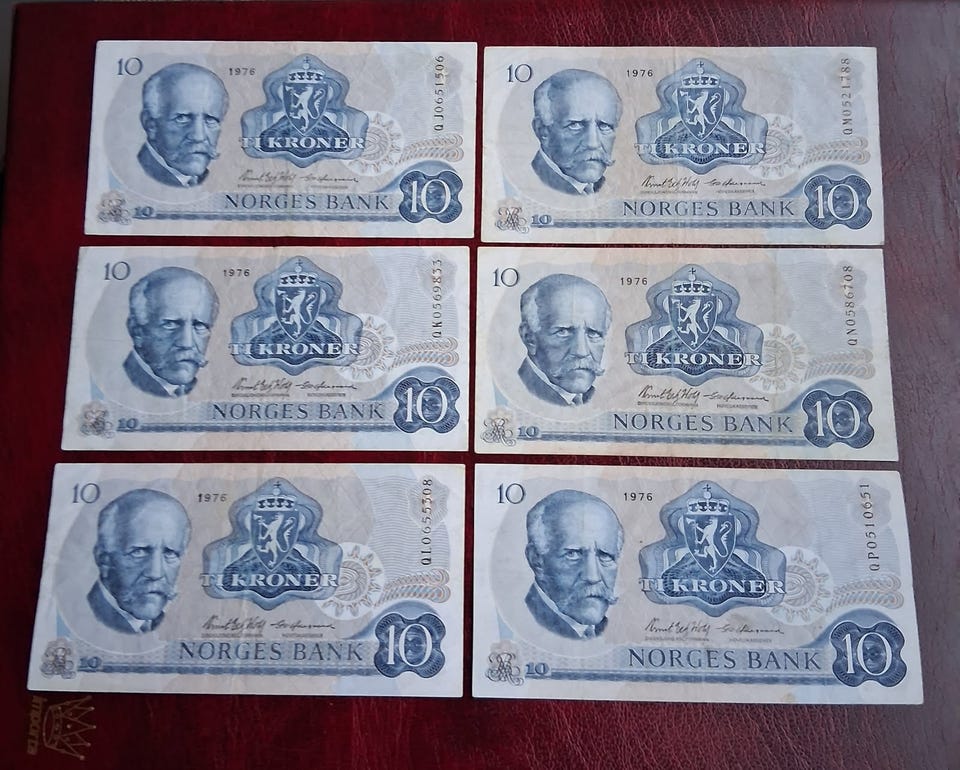 10 1976 QJ0651506
TI KRONER
NORGES BANK 10
10
10 1976 QM0521788
TI KRONER
NORGES BANK 10
10
10 1976 QK0569833
TI KRONER
NORGES BANK 10
10
10 1976 QN0586708
TI KRONER
NORGES BANK 10
10
10 1976 QL0655308
TI KRONER
NORGES BANK 10
10
10 1976 QP0510651
TI KRONER
NORGES BANK 10
10